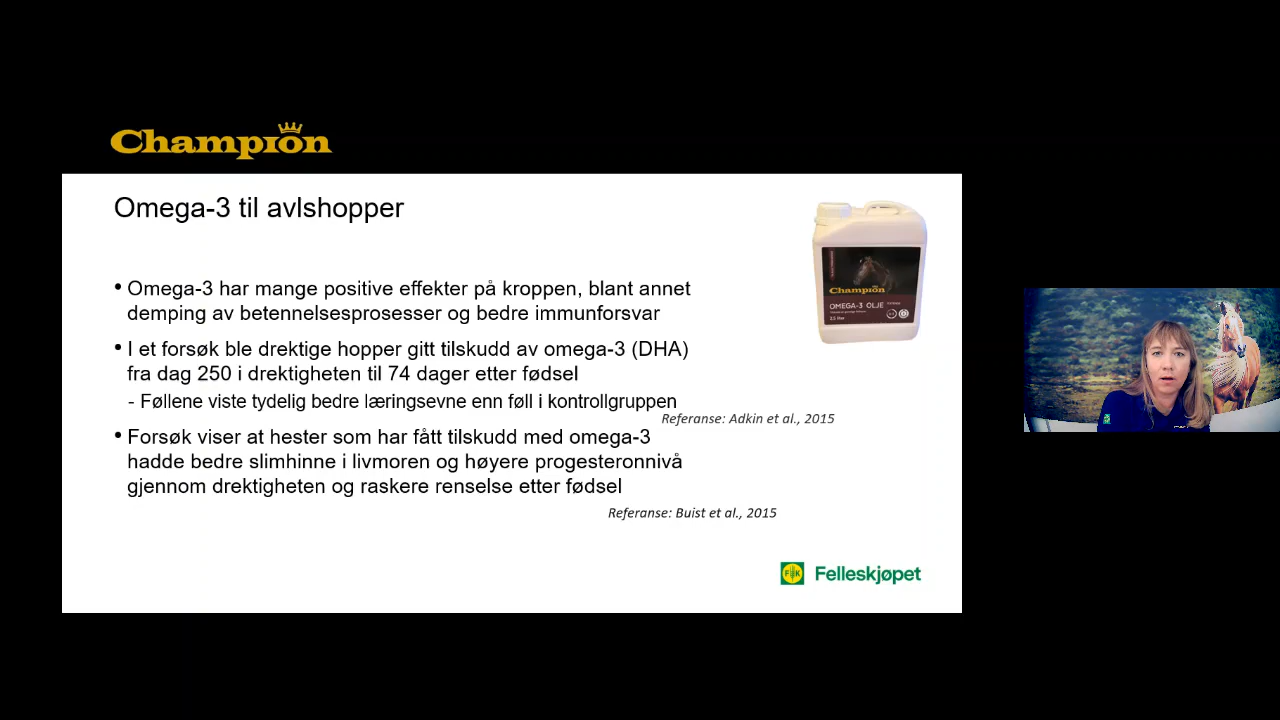 Champion
Omega-3 til avlshopper
• Omega-3 har mange positive effekter på kroppen, blant annet
demping av betennelsesprosesser og bedre immunforsvar
• I et forsøk ble drektige hopper gitt tilskudd av omega-3 (DHA)
fra dag 250 i drektigheten til 74 dager etter fødsel
- Føllene viste tydelig bedre læringsevne enn føll i kontrollgruppen
Referanse: Adkin et al., 2015
• Forsøk viser at hester som har fått tilskudd med omega-3
hadde bedre slimhinne i livmoren og høyere progesteronnivå
gjennom drektigheten og raskere renselse etter fødsel
Referanse: Buist et al., 2015
Champion
OMEGA-3 OLJE
FK Felleskjøpet